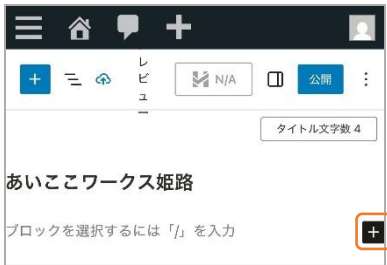 レビュー
N/A
公開
タイトル文字数 4
あいここワークス姫路
ブロックを選択するには「/」を入力